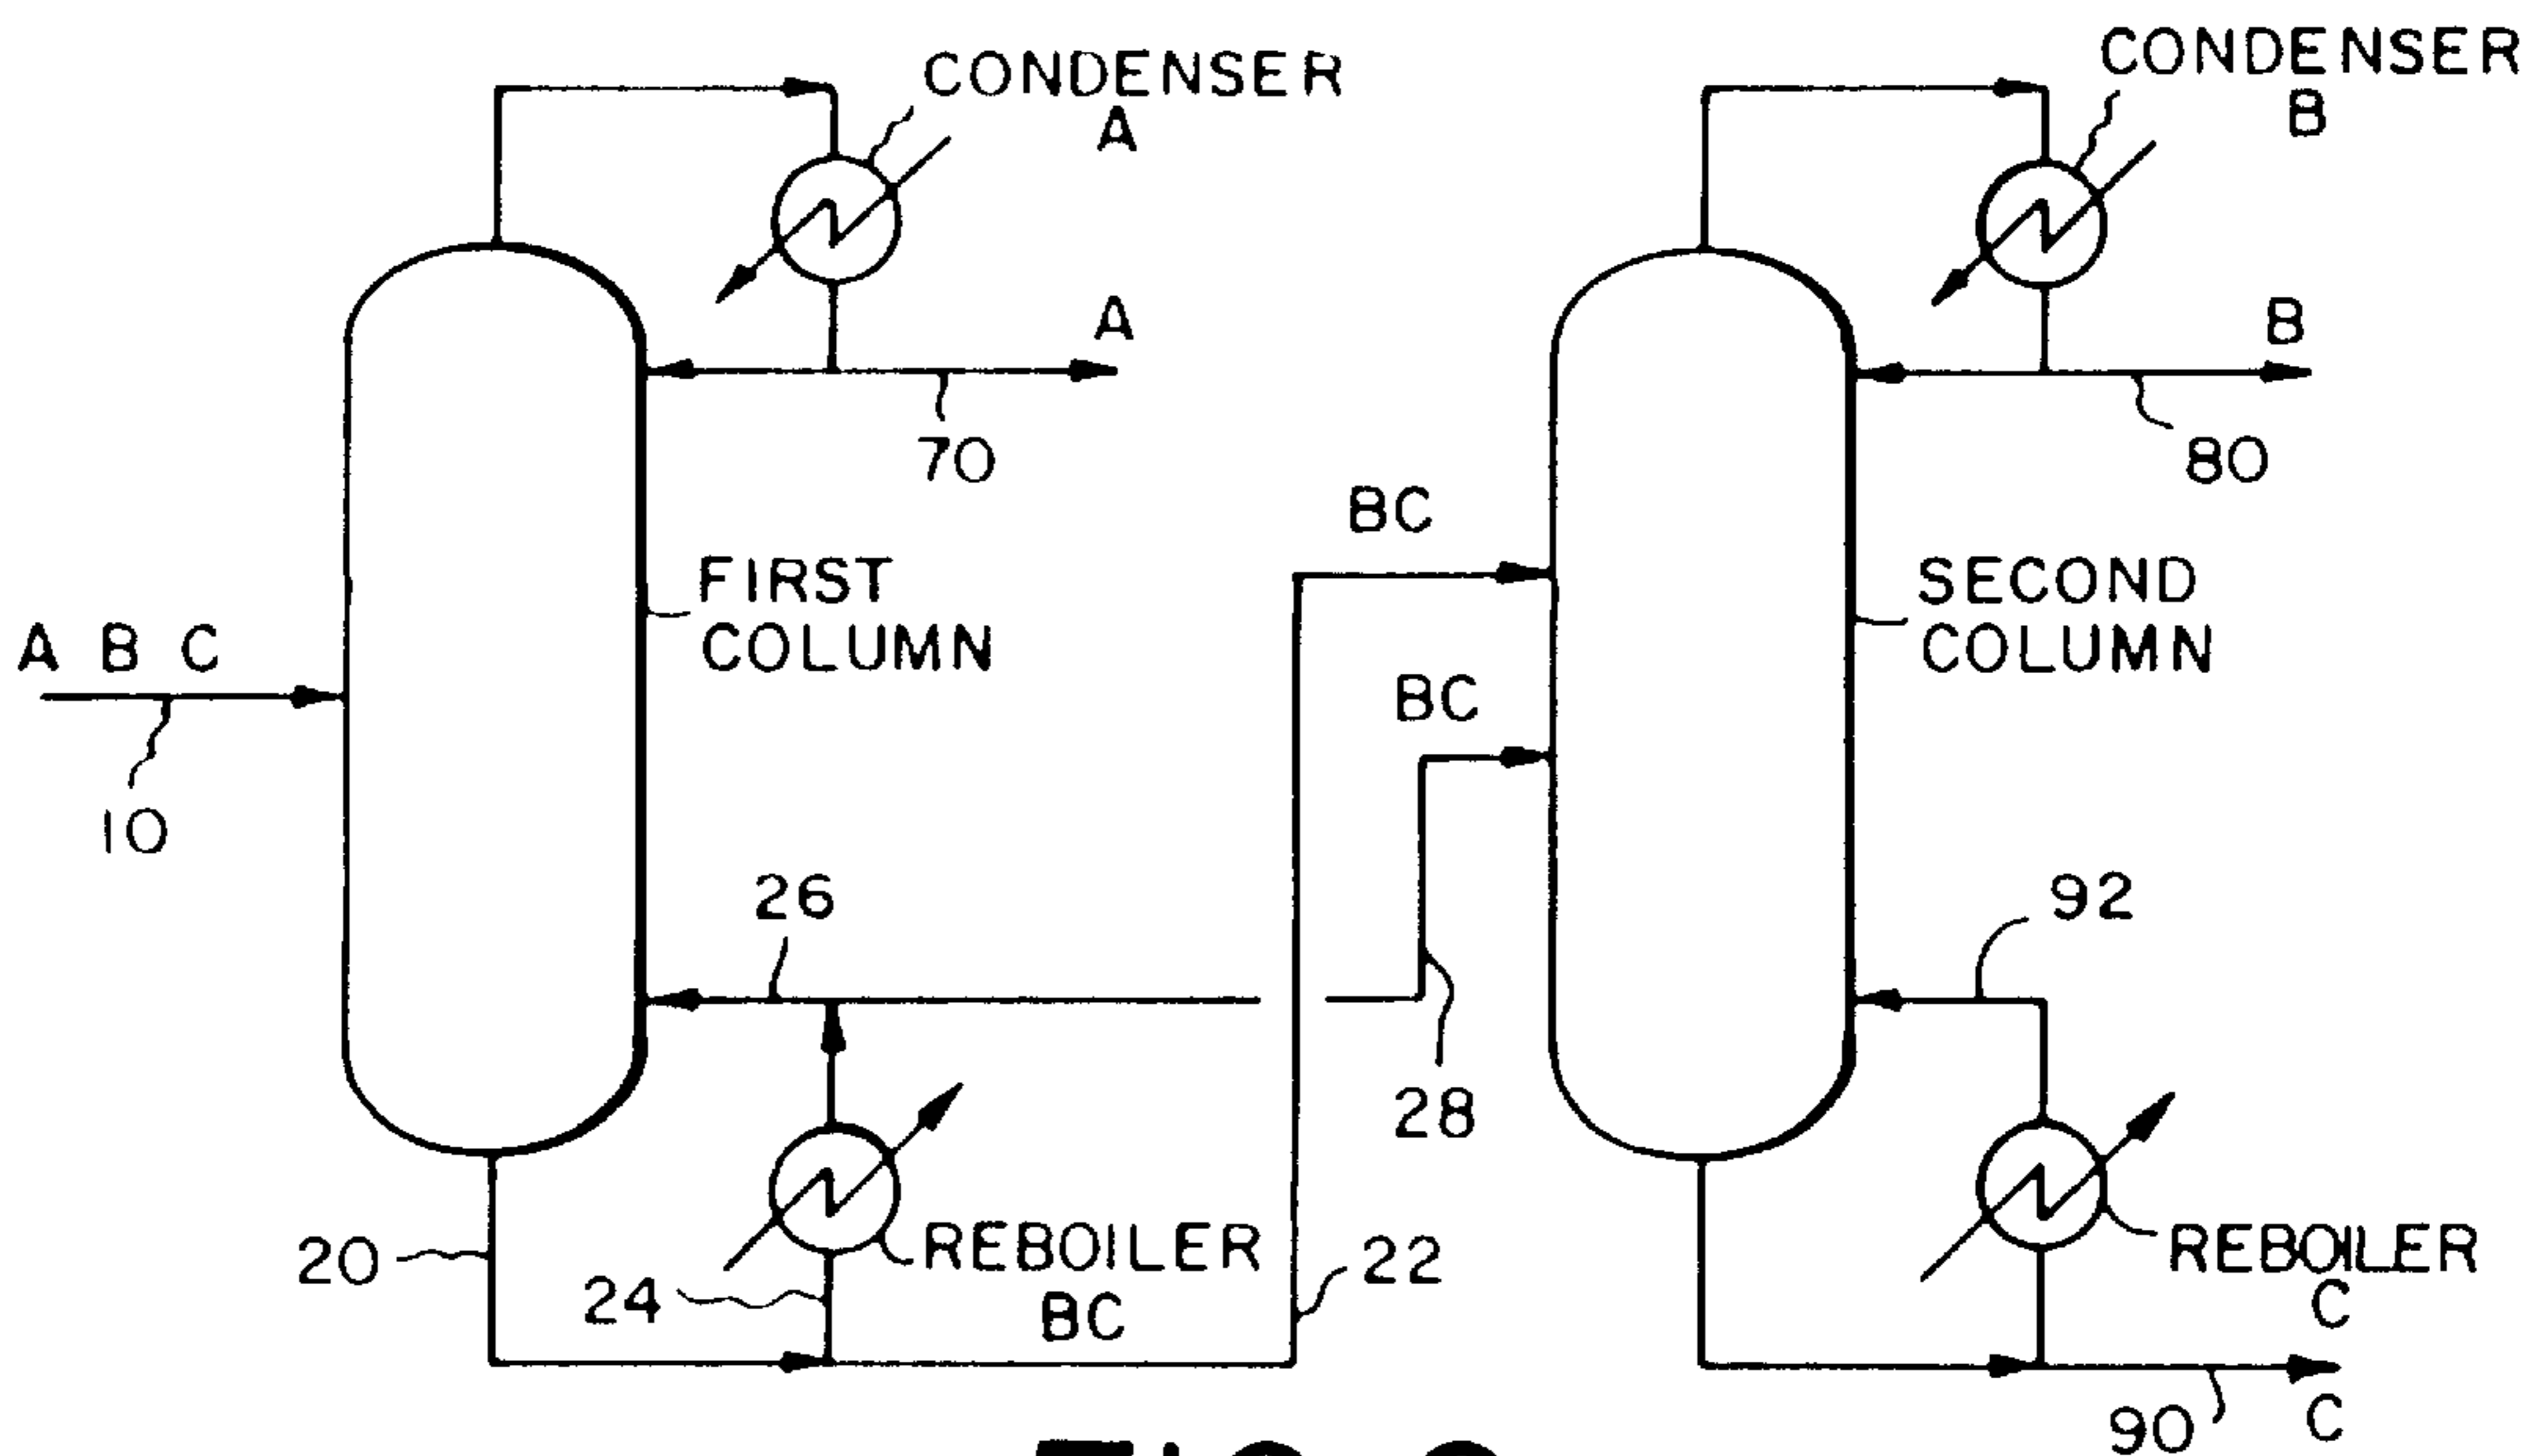 CONDENSER
A
CONDENSER
B
A
70
B
80
BC
FIRST
COLUMN
SECOND
COLUMN
A B C
10
BC
26
92
28
20
24
REBOILER
BC
22
REBOILER
C
90
C